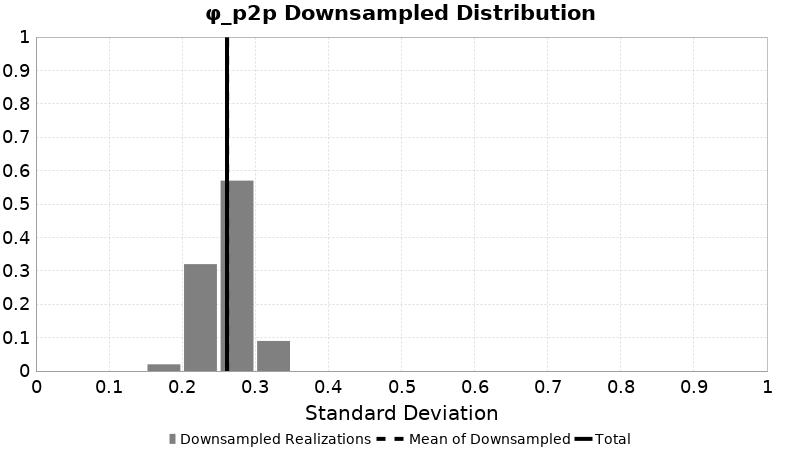 φ_p2p Downsampled Distribution
1
0.9
0.8
0.7
0.6
0.5
0.4
0.3
0.2
0.1
0
0 0.1 0.2 0.3 0.4 0.5 0.6 0.7 0.8 0.9 1
Standard Deviation
Downsampled Realizations Mean of Downsampled Total